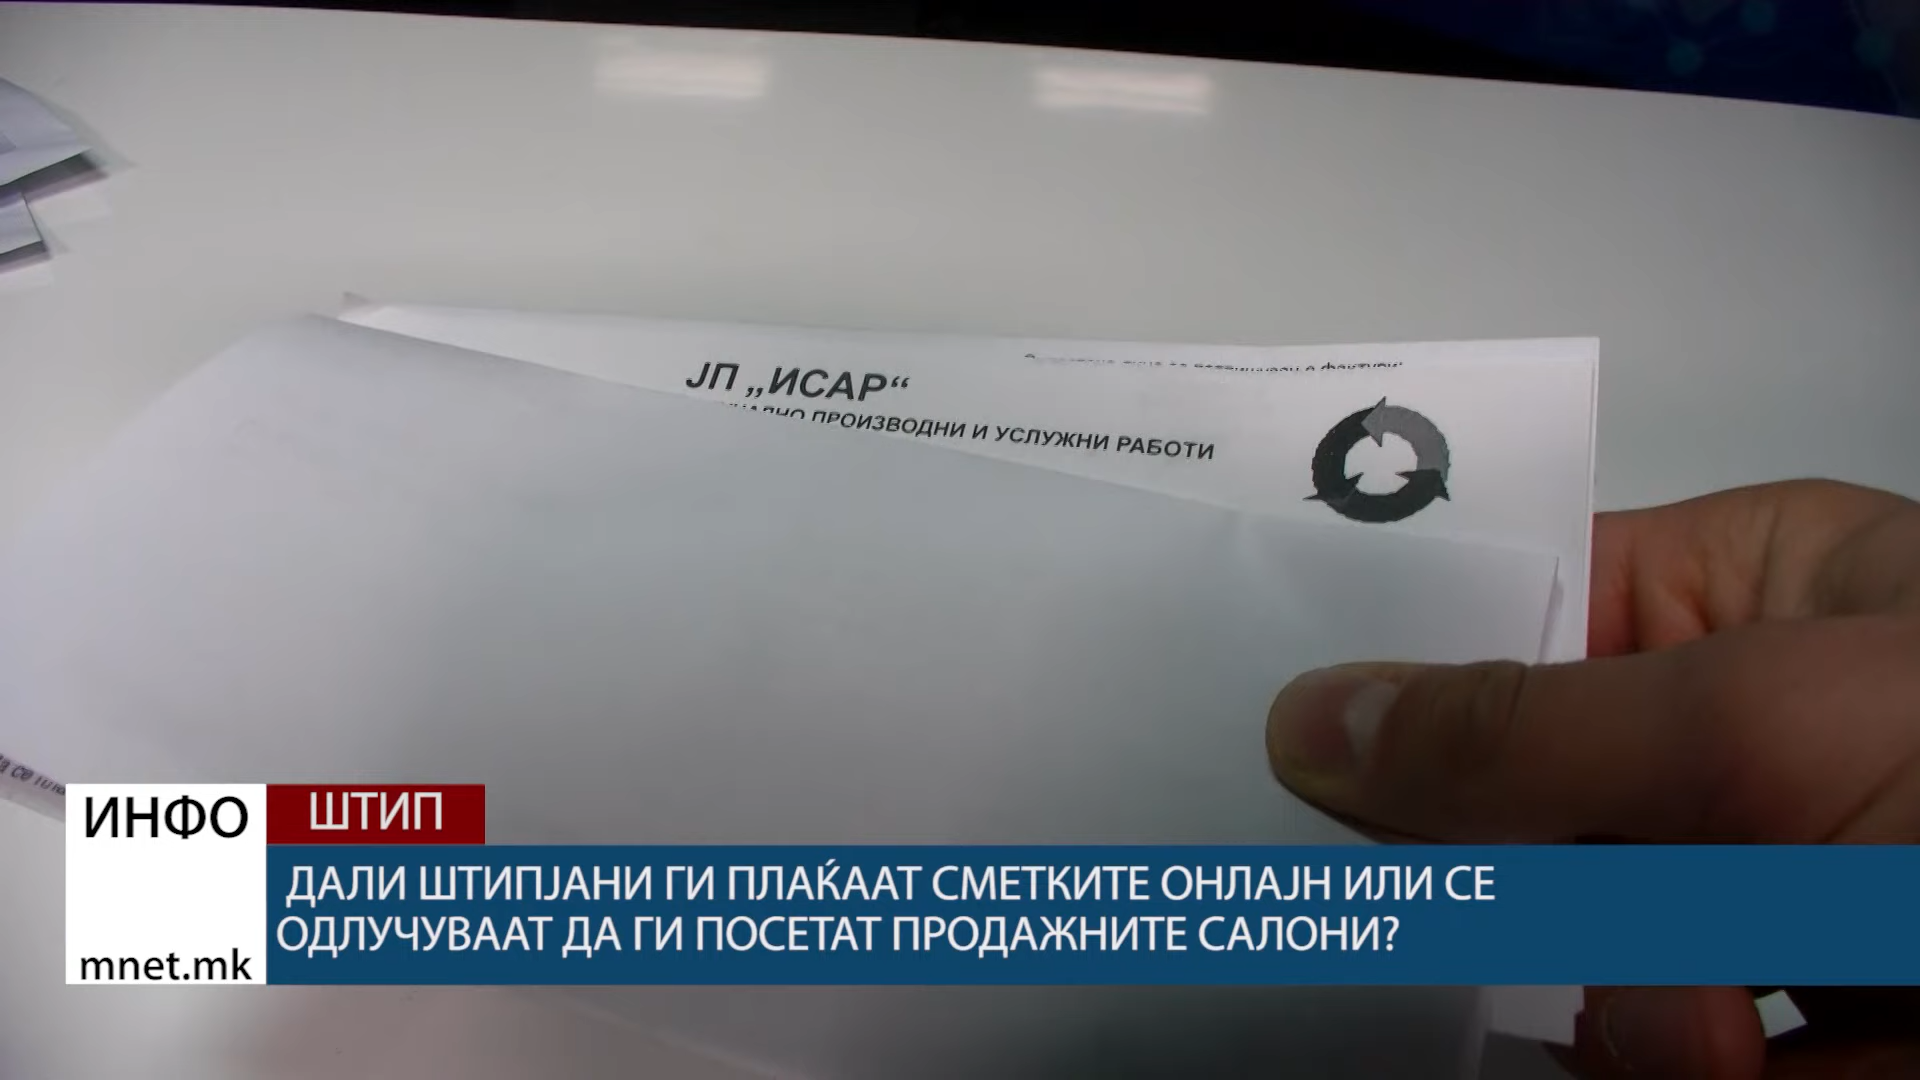 ЈП „ИСАР“
ПРОИЗВОДНИ И УСЛУЖНИ РАБОТИ
ИНФО
ШТИП
ДАЛИ ШТИПЈАНИ ГИ ПЛАЌААТ СМЕТКИТЕ ОНЛАЈН ИЛИ СЕ
ОДЛУЧУВААТ ДА ГИ ПОСЕТАТ ПРОДАЖНИТЕ САЛОНИ?
mnet.mk